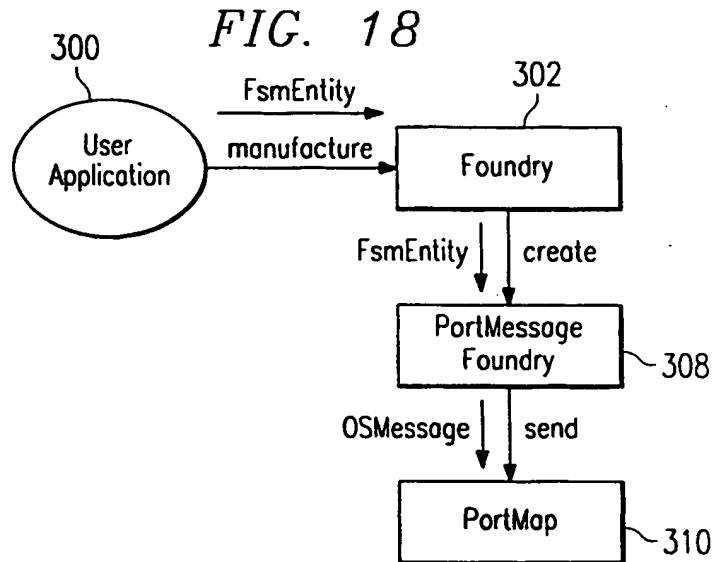 FIG. 18
300
FsmEntity
302
User
Application
manufacture
Foundry
FsmEntity
create
PortMessage
Foundry
308
OSMessage
send
PortMap
310